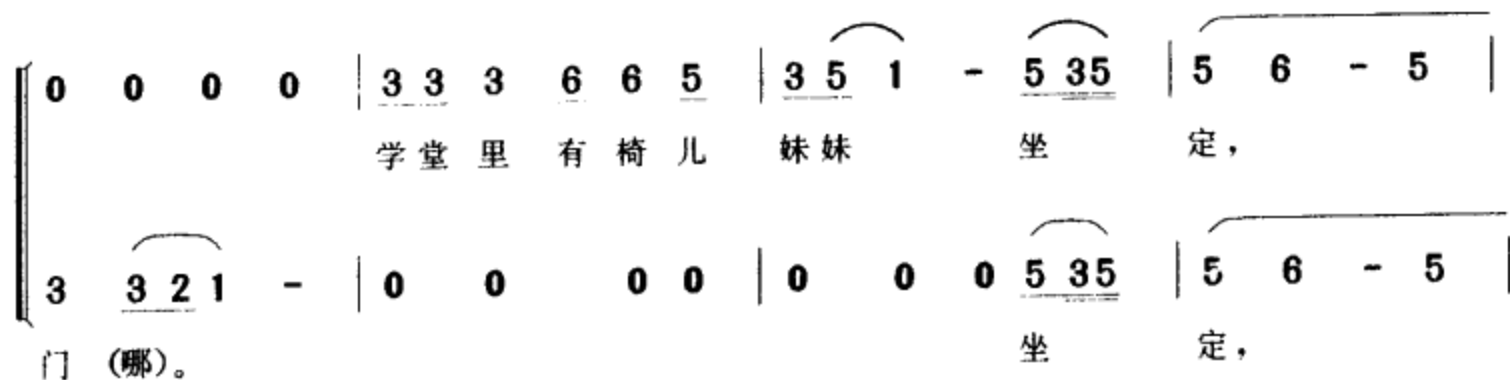 0 0 0 0 | 3 3 3 6 6 5 | 3 5 1 - 5 35 | 5 6 - 5 |
学堂里有椅儿 妹妹 坐 定，
3 3 2 1 - | 0 0 0 0 | 0 0 0 5 35 | 5 6 - 5 |
门 (哪)。 坐 定，